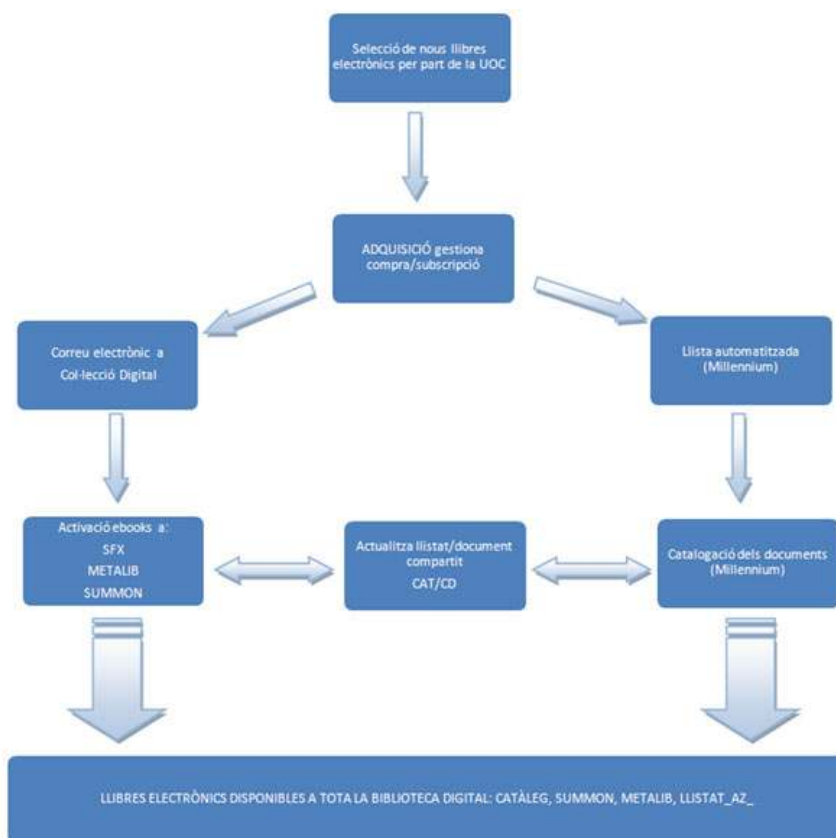 Selecció de nous llibres
electrònics per part de la UOC
ADQUISICIÓ gestiona
compra/subscripció
Correu electrònic a
Col·lecció Digital
Llista automatitzada
(Millennium)
Activació ebooks a:
SFX
METALIB
SUMMON
Actualitza llistat/document
compartit
CAT/CD
Catalogació dels documents
(Millennium)
LLIBRES ELECTRÒNICS DISPONIBLES A TOTA LA BIBLIOTECA DIGITAL: CATÀLEG, SUMMON, METALIB, LLISTAT_AZ_